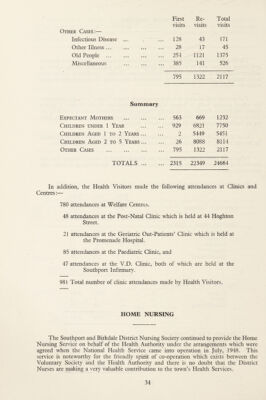 First Re- Total
visits visits visits
OTHER CASES:—
Infectious Disease ... ... ... 128 43 171
Other Illness ... ... ... ... 28 17 45
Old People ... ... ... ... 254 1121 1375
Miscellaneous ... ... ... 385 141 526
795 1322 2117
Summary
EXPECTANT MOTHERS ... ... 563 669 1232
CHILDREN UNDER 1 YEAR ... ... 929 6821 7750
CHILDREN AGED 1 TO 2 YEARS ... ... 2 5449 5451
CHILDREN AGED 2 TO 5 YEARS ... ... 26 8088 8114
OTHER CASES ... ... ... 795 1322 2117
TOTALS ... ... 2315 22349 24664
In addition, the Health Visitors made the following attendances at Clinics and
Centres:—
780 attendances at Welfare Centres.
48 attendances at the Post-Natal Clinic which is held at 44 Hoghton
Street.
21 attendances at the Geriatric Out-Patients' Clinic which is held at
the Promenade Hospital.
85 attendances at the Paediatric Clinic, and
47 attendances at the V.D. Clinic, both of which are held at the
Southport Infirmary.
981 Total number of clinic attendances made by Health Visitors.
HOME NURSING
The Southport and Birkdale District Nursing Society continued to provide the Home
Nursing Service on behalf of the Health Authority under the arrangements which were
agreed when the National Health Service came into operation in July, 1948. This
service is noteworthy for the friendly spirit of co-operation which exists between the
Voluntary Society and the Health Authority and there is no doubt that the District
Nurses are making a very valuable contribution to the town's Health Services.
34